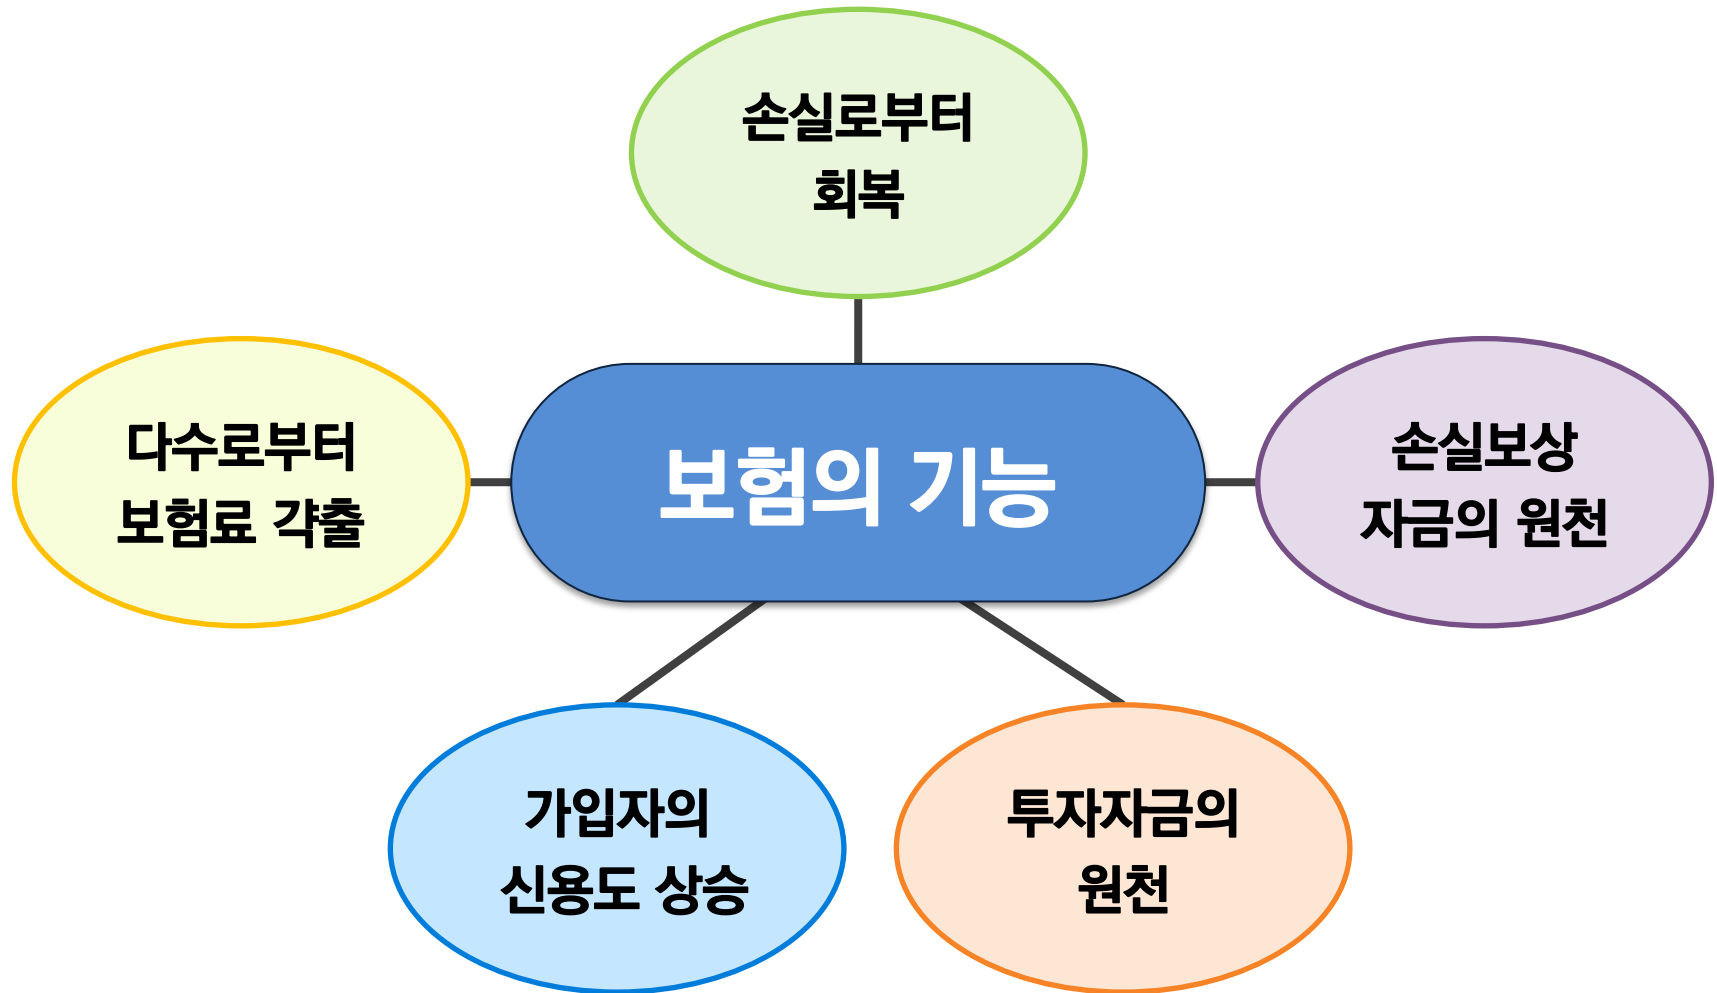 손실로부터
회복
다수로부터
보험료 갹출
보험의 기능
손실보상
자금의 원천
가입자의
신용도 상승
투자자금의
원천